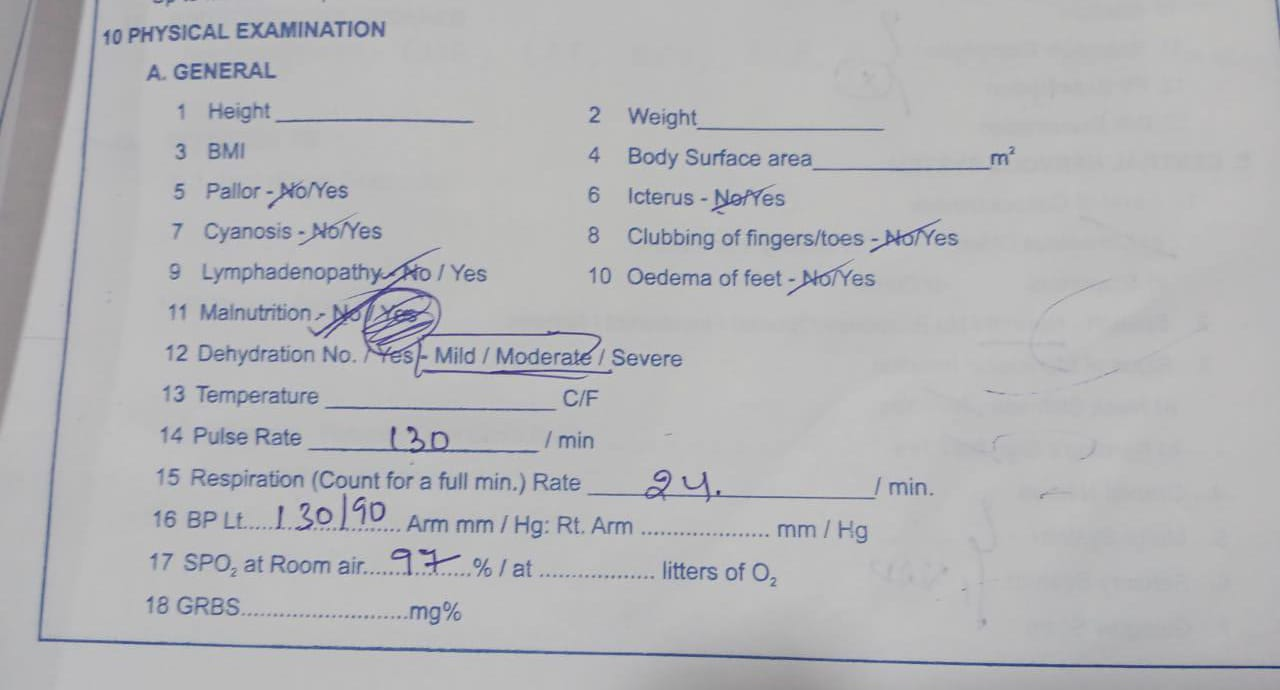 10 PHYSICAL EXAMINATION
A. GENERAL
1 Height 2 Weight
3 BMI 4 Body Surface area m²
5 Pallor - No/Yes 6 Icterus - No/Yes
7 Cyanosis - No/Yes 8 Clubbing of fingers/toes - No/Yes
9 Lymphadenopathy - No / Yes 10 Oedema of feet - No/Yes
11 Malnutrition - No / Yes
12 Dehydration No. / Yes - Mild / Moderate / Severe
13 Temperature C/F
14 Pulse Rate 130 / min
15 Respiration (Count for a full min.) Rate 24. / min.
16 BP Lt..... 130/90 ... Arm mm / Hg: Rt. Arm .................... mm / Hg
17 SPO₂ at Room air..... 97 .....% / at .................. litters of O₂
18 GRBS..........................mg%